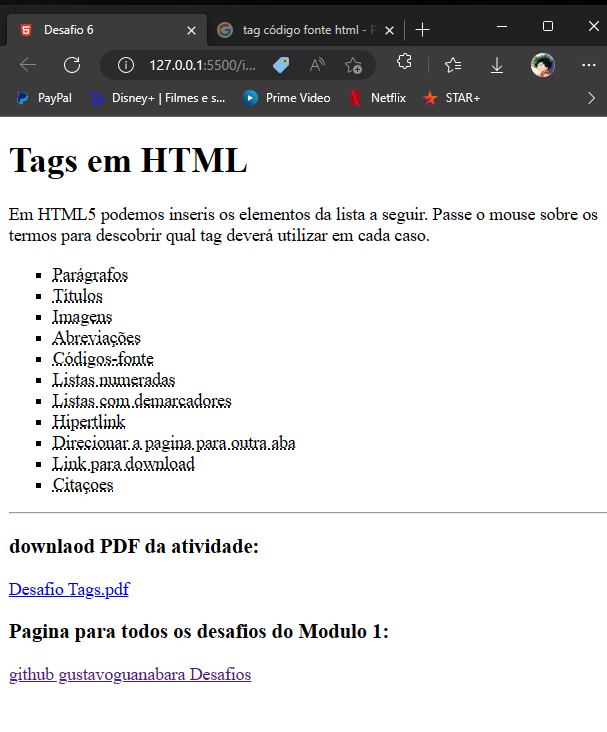 Desafio 6
tag código fonte html - P
127.0.0.1:5500/i...
PayPal
Disney+ | Filmes e s...
Prime Video
Netflix
STAR+
Tags em HTML
Em HTML5 podemos inseris os elementos da lista a seguir. Passe o mouse sobre os
termos para descobrir qual tag deverá utilizar em cada caso.
Parágrafos
Títulos
Imagens
Abreviações
Códigos-fonte
Listas numeradas
Listas com demarcadores
Hipertlink
Direcionar a pagina para outra aba
Link para download
Citaçoes
downlaod PDF da atividade:
Desafio Tags.pdf
Pagina para todos os desafios do Modulo 1:
github gustavoguanabara Desafios